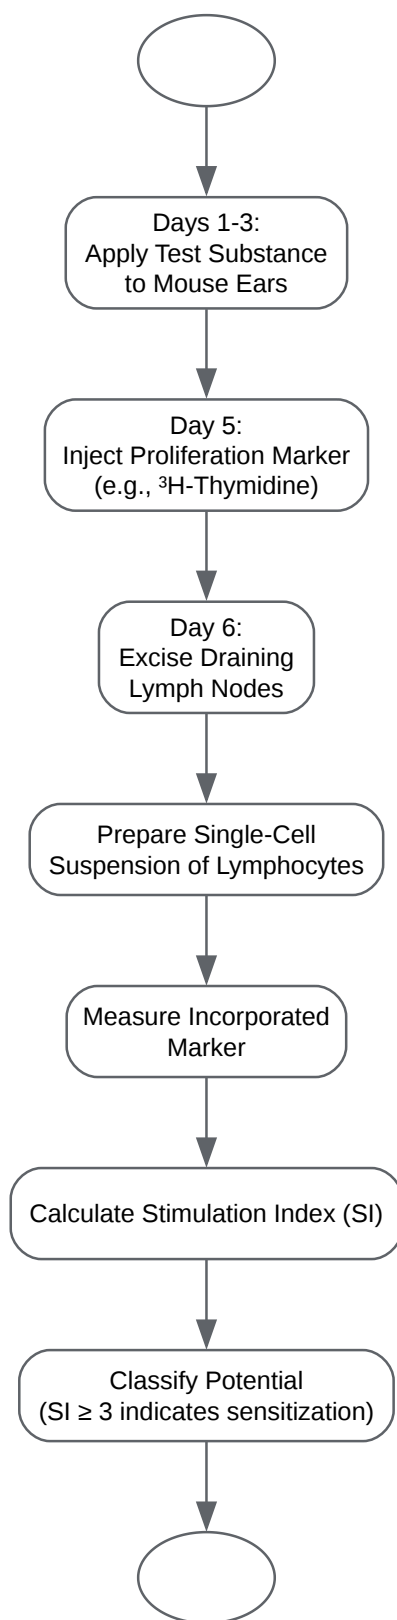 Days 1-3:
Apply Test Substance
to Mouse Ears
Day 5:
Inject Proliferation Marker
(e.g., ³H-Thymidine)
Day 6:
Excise Draining
Lymph Nodes
Prepare Single-Cell
Suspension of Lymphocytes
Measure Incorporated
Marker
Calculate Stimulation Index (SI)
Classify Potential
(SI ≥ 3 indicates sensitization)